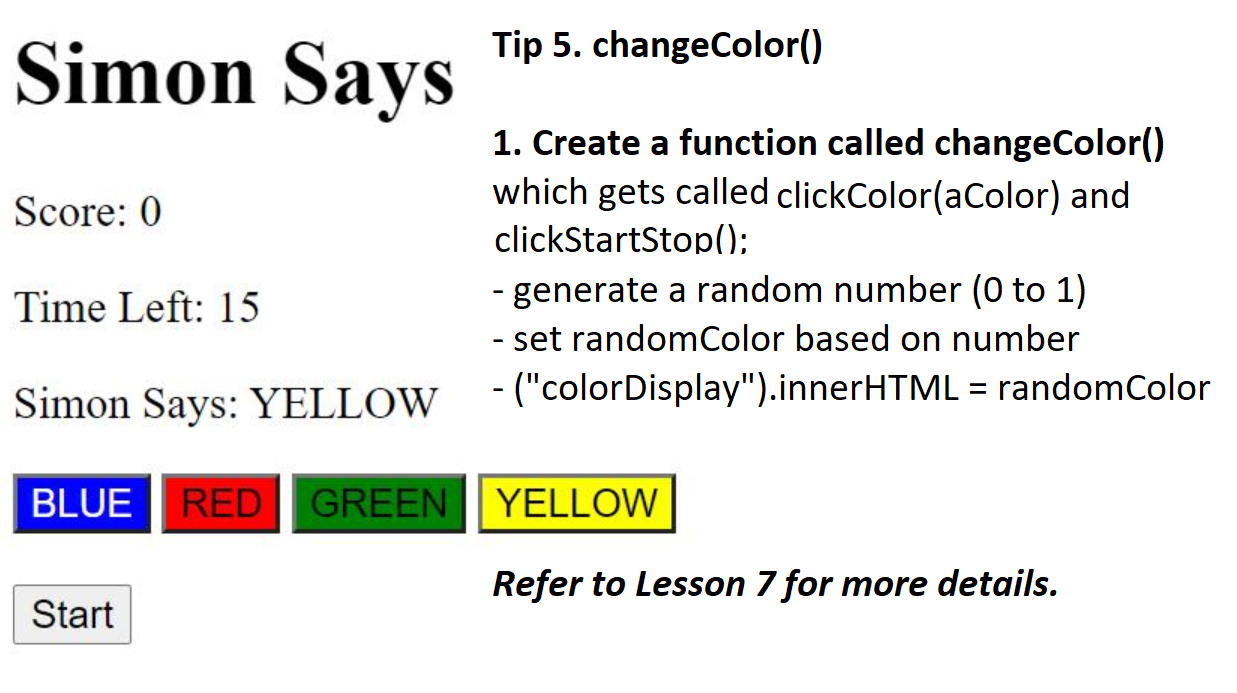 Simon Says
Score: 0
Time Left: 15
Simon Says: YELLOW
BLUE RED GREEN YELLOW
Start
Tip 5. changeColor()
1. Create a function called changeColor()
which gets called clickColor(aColor) and
clickStartStop();
- generate a random number (0 to 1)
- set randomColor based on number
- ("colorDisplay").innerHTML = randomColor
Refer to Lesson 7 for more details.